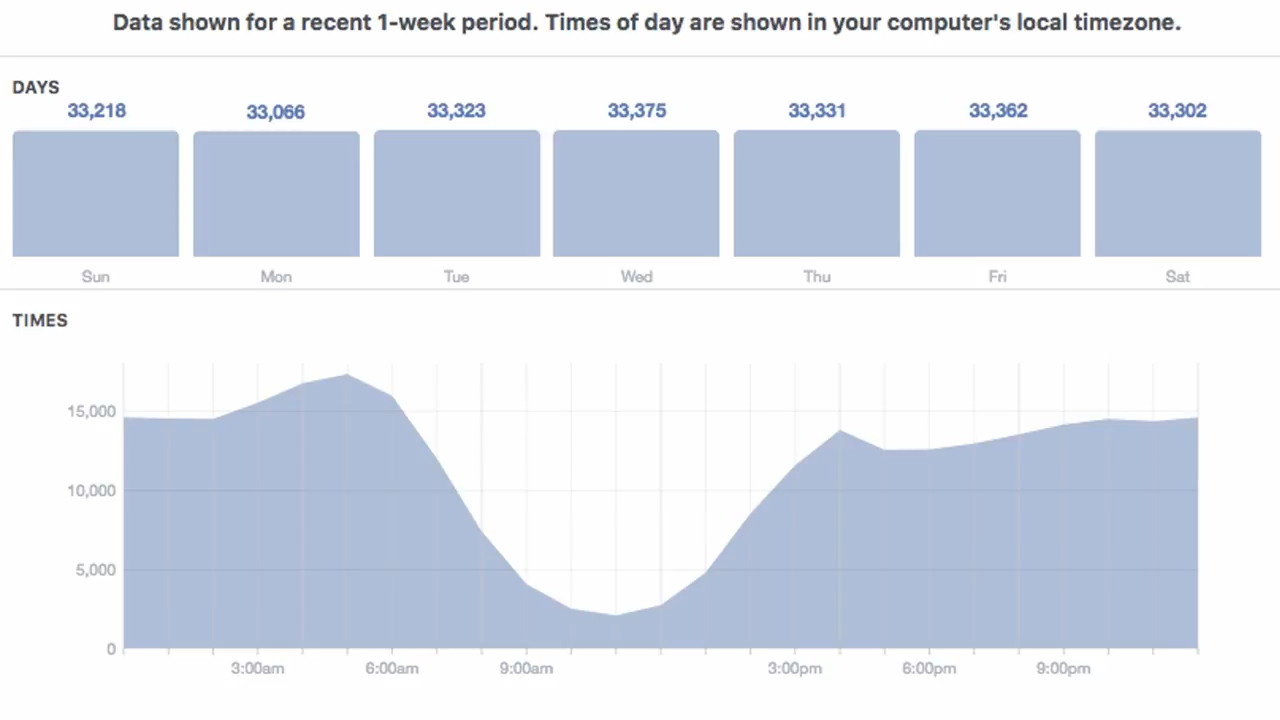 Data shown for a recent 1-week period. Times of day are shown in your computer's local timezone.
DAYS
33,218 33,066 33,323 33,375 33,331 33,362 33,302
Sun Mon Tue Wed Thu Fri Sat
TIMES
15,000
10,000
5,000
0
3:00am 6:00am 9:00am 3:00pm 6:00pm 9:00pm